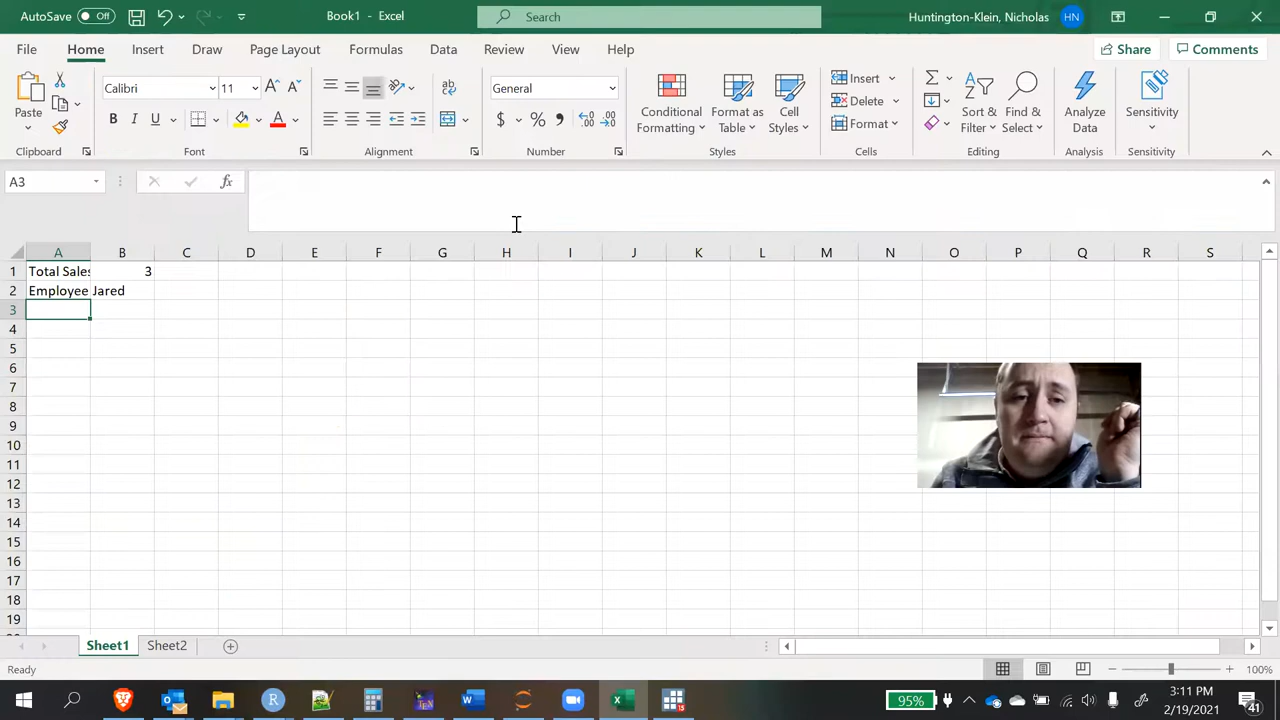 AutoSave Off Book1 - Excel Search Huntington-Klein, Nicholas HN
File Home Insert Draw Page Layout Formulas Data Review View Help Share Comments
Paste Calibri 11 General Conditional Formatting Format as Table Cell Styles Insert Delete Format Sort & Filter Find & Select Analyze Data Sensitivity
Clipboard Font Alignment Number Styles Cells Editing Analysis Sensitivity
A3 fx
A B C D E F G H I J K L M N O P Q R S
1 Total Sales 3
2 Employee Jared
3
4
5
6
7
8
9
10
11
12
13
14
15
16
17
18
19
Sheet1 Sheet2
Ready 100%
95% 3:11 PM
2/19/2021 41